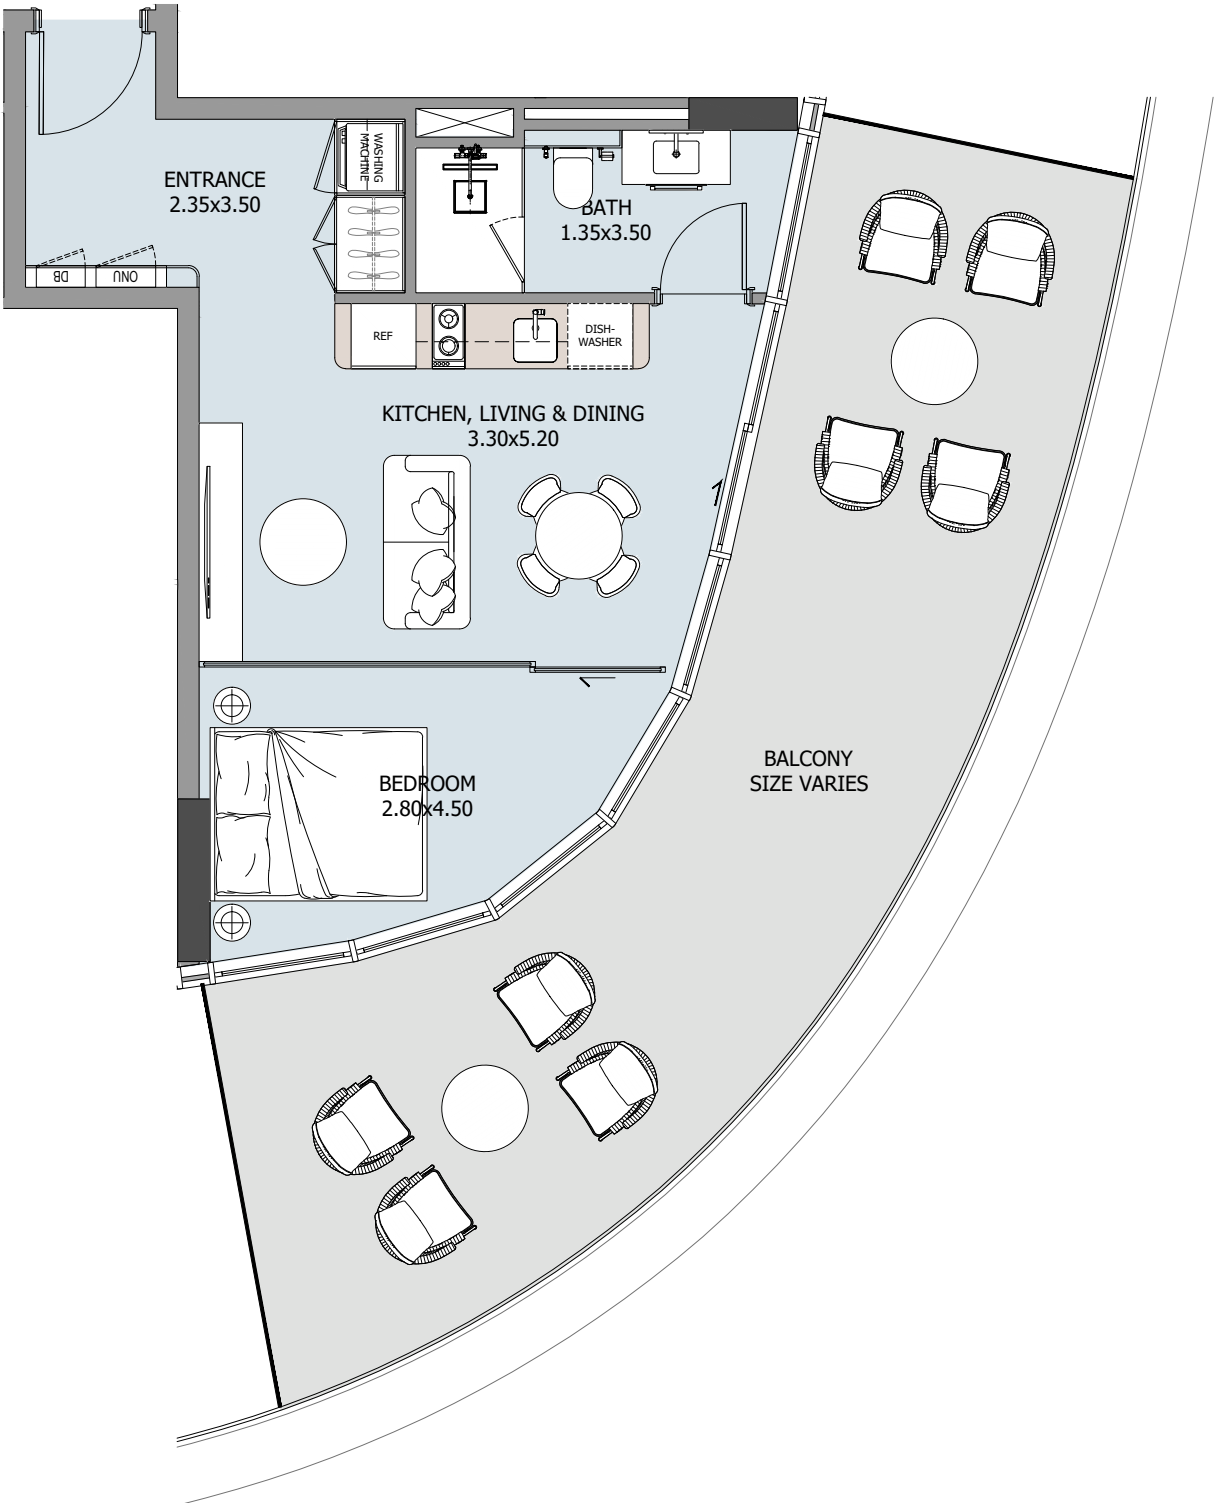 WASHING
MACHINE
ENTRANCE
2.35x3.50
BATH
1.35x3.50
DB
ONU
REF
DISH-
WASHER
KITCHEN, LIVING & DINING
3.30x5.20
BALCONY
SIZE VARIES
BEDROOM
2.80x4.50